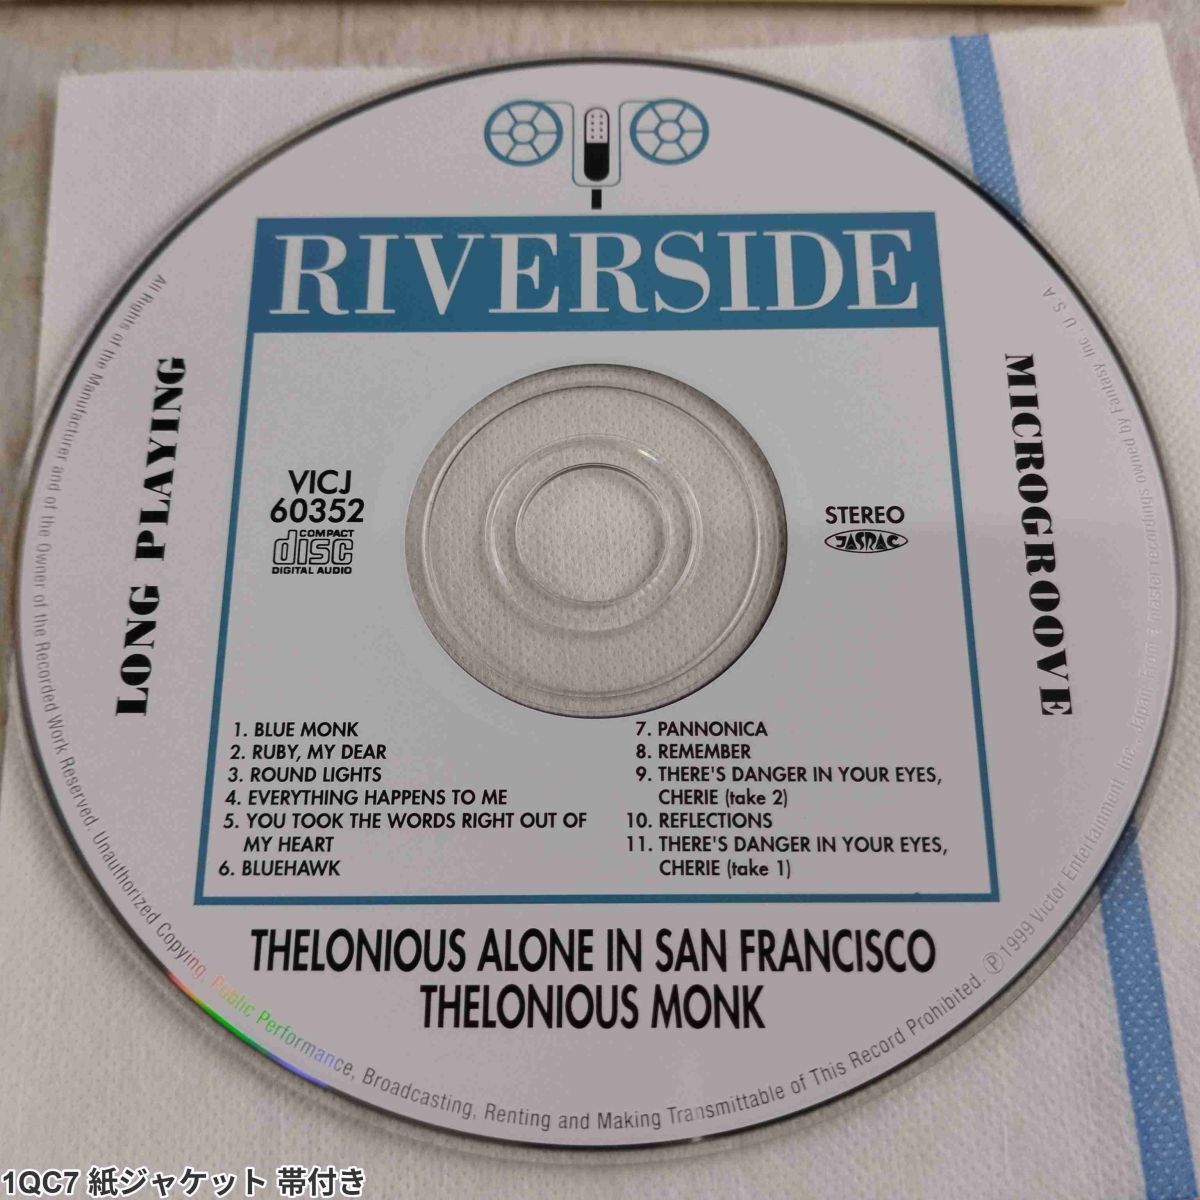 RIVERSIDE
LONG PLAYING
MICROGROOVE
VICJ
60352
COMPACT
disc
DIGITAL AUDIO
STEREO
JASRAC
1. BLUE MONK
2. RUBY, MY DEAR
3. ROUND LIGHTS
4. EVERYTHING HAPPENS TO ME
5. YOU TOOK THE WORDS RIGHT OUT OF
MY HEART
6. BLUEHAWK
7. PANNONICA
8. REMEMBER
9. THERE'S DANGER IN YOUR EYES,
CHERIE (take 2)
10. REFLECTIONS
11. THERE'S DANGER IN YOUR EYES,
CHERIE (take 1)
THELONIOUS ALONE IN SAN FRANCISCO
THELONIOUS MONK
All Rights of the Manufacturer and of the Owner of the Recorded Work Reserved. Unauthorized Copying, Public Performance, Broadcasting, Renting and Making Transmittable of This Record Prohibited. ℗1999 Victor Entertainment, Inc. Japan From a master recordings owned by Fantasy Inc. U.S.A
1QC7 紙ジャケット 帯付き